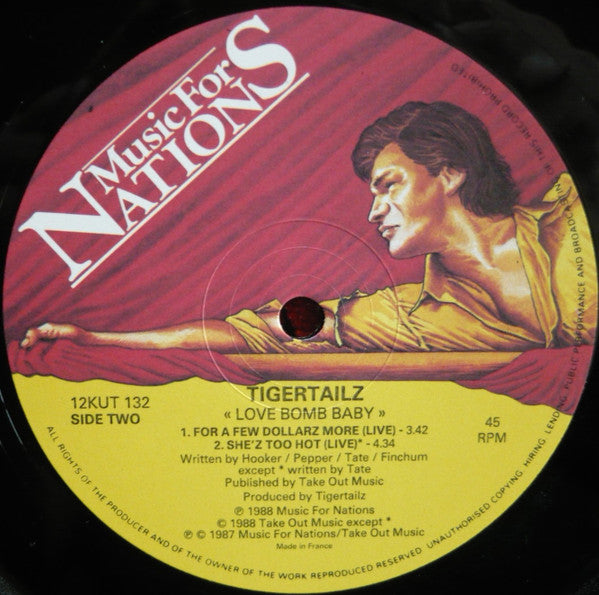 Music For
NATIONS
12KUT 132
SIDE TWO
TIGERTAILZ
« LOVE BOMB BABY »
45
RPM
1. FOR A FEW DOLLARZ MORE (LIVE) - 3.42
2. SHE'Z TOO HOT (LIVE)* - 4.34
Written by Hooker / Pepper / Tate / Finchum
except * written by Tate
Published by Take Out Music
Produced by Tigertailz
℗ 1988 Music For Nations
© 1988 Take Out Music except *
℗ © 1987 Music For Nations/Take Out Music
Made in France
ALL RIGHTS OF THE PRODUCER AND OF THE OWNER OF THE WORK REPRODUCED RESERVED UNAUTHORISED COPYING HIRING LENDING PUBLIC PERFORMANCE AND BROADCASTING OF THIS RECORD PROHIBITED